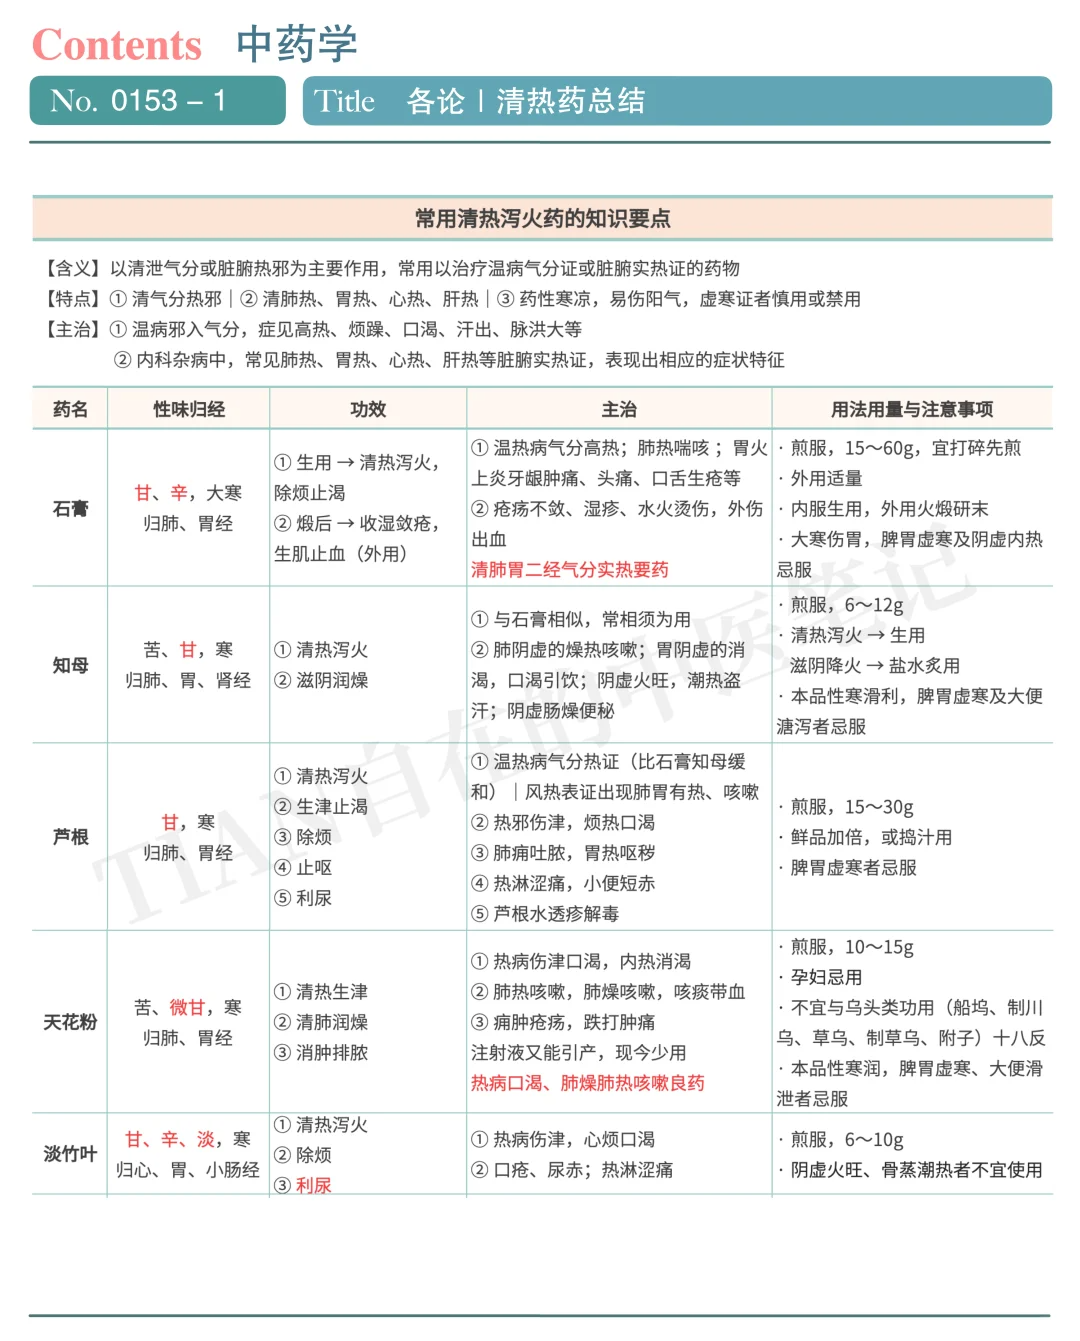 Contents 中药学
No. 0153 – 1
Title 各论 | 清热药总结
常用清热泻火药的知识要点
【含义】以清泄气分或脏腑热邪为主要作用，常用以治疗温病气分证或脏腑实热证的药物
【特点】① 清气分热邪｜② 清肺热、胃热、心热、肝热｜③ 药性寒凉，易伤阳气，虚寒证者慎用或禁用
【主治】① 温病邪入气分，症见高热、烦躁、口渴、汗出、脉洪大等
② 内科杂病中，常见肺热、胃热、心热、肝热等脏腑实热证，表现出相应的症状特征
药名 性味归经 功效 主治 用法用量与注意事项
石膏
甘、辛，大寒
归肺、胃经
① 生用 → 清热泻火，
除烦止渴
② 煅后 → 收湿敛疮，
生肌止血（外用）
① 温热病气分高热；肺热喘咳；胃火
上炎牙龈肿痛、头痛、口舌生疮等
② 疮疡不敛、湿疹、水火烫伤，外伤
出血
清肺胃二经气分实热要药
· 煎服，15～60g，宜打碎先煎
· 外用适量
· 内服生用，外用火煅研末
· 大寒伤胃，脾胃虚寒及阴虚内热
忌服
知母
苦、甘，寒
归肺、胃、肾经
① 清热泻火
② 滋阴润燥
① 与石膏相似，常相须为用
② 肺阴虚的燥热咳嗽；胃阴虚的消
渴，口渴引饮；阴虚火旺，潮热盗
汗；阴虚肠燥便秘
· 煎服，6～12g
· 清热泻火 → 生用
滋阴降火 → 盐水炙用
· 本品性寒滑利，脾胃虚寒及大便
溏泻者忌服
芦根
甘，寒
归肺、胃经
① 清热泻火
② 生津止渴
③ 除烦
④ 止呕
⑤ 利尿
① 温热病气分热证（比石膏知母缓
和）｜风热表证出现肺胃有热、咳嗽
② 热邪伤津，烦热口渴
③ 肺痈吐脓，胃热呕秽
④ 热淋涩痛，小便短赤
⑤ 芦根水透疹解毒
· 煎服，15～30g
· 鲜品加倍，或捣汁用
· 脾胃虚寒者忌服
天花粉
苦、微甘，寒
归肺、胃经
① 清热生津
② 清肺润燥
③ 消肿排脓
① 热病伤津口渴，内热消渴
② 肺热咳嗽，肺燥咳嗽，咳痰带血
③ 痈肿疮疡，跌打肿痛
注射液又能引产，现今少用
热病口渴、肺燥肺热咳嗽良药
· 煎服，10～15g
· 孕妇忌用
· 不宜与乌头类功用（船坞、制川
乌、草乌、制草乌、附子）十八反
· 本品性寒润，脾胃虚寒、大便滑
泄者忌服
淡竹叶
甘、辛、淡，寒
归心、胃、小肠经
① 清热泻火
② 除烦
③ 利尿
① 热病伤津，心烦口渴
② 口疮、尿赤；热淋涩痛
· 煎服，6～10g
· 阴虚火旺、骨蒸潮热者不宜使用
TIAN自在的中医笔记